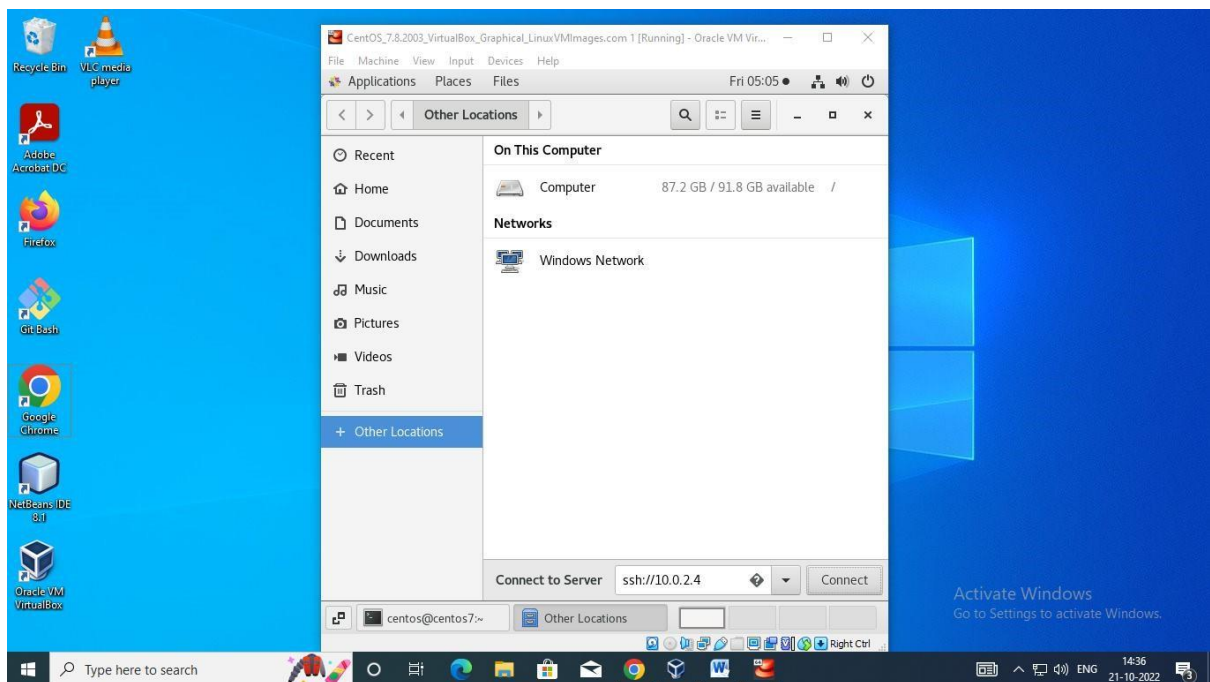 Recycle Bin
VLC media
player
Adobe
Acrobat DC
Firefox
Git Bash
Google
Chrome
NetBeans IDE
8.1
Oracle VM
VirtualBox
CentOS_7.8.2003_VirtualBox_Graphical_LinuxVMImages.com 1 [Running] - Oracle VM Vir...
File Machine View Input Devices Help
Applications Places Files Fri 05:05
Other Locations
Recent
Home
Documents
Downloads
Music
Pictures
Videos
Trash
+ Other Locations
On This Computer
Computer 87.2 GB / 91.8 GB available /
Networks
Windows Network
Connect to Server ssh://10.0.2.4 Connect
centos@centos7:~ Other Locations
Right Ctrl
Activate Windows
Go to Settings to activate Windows.
Type here to search
W
ENG
14:36
21-10-2022
3